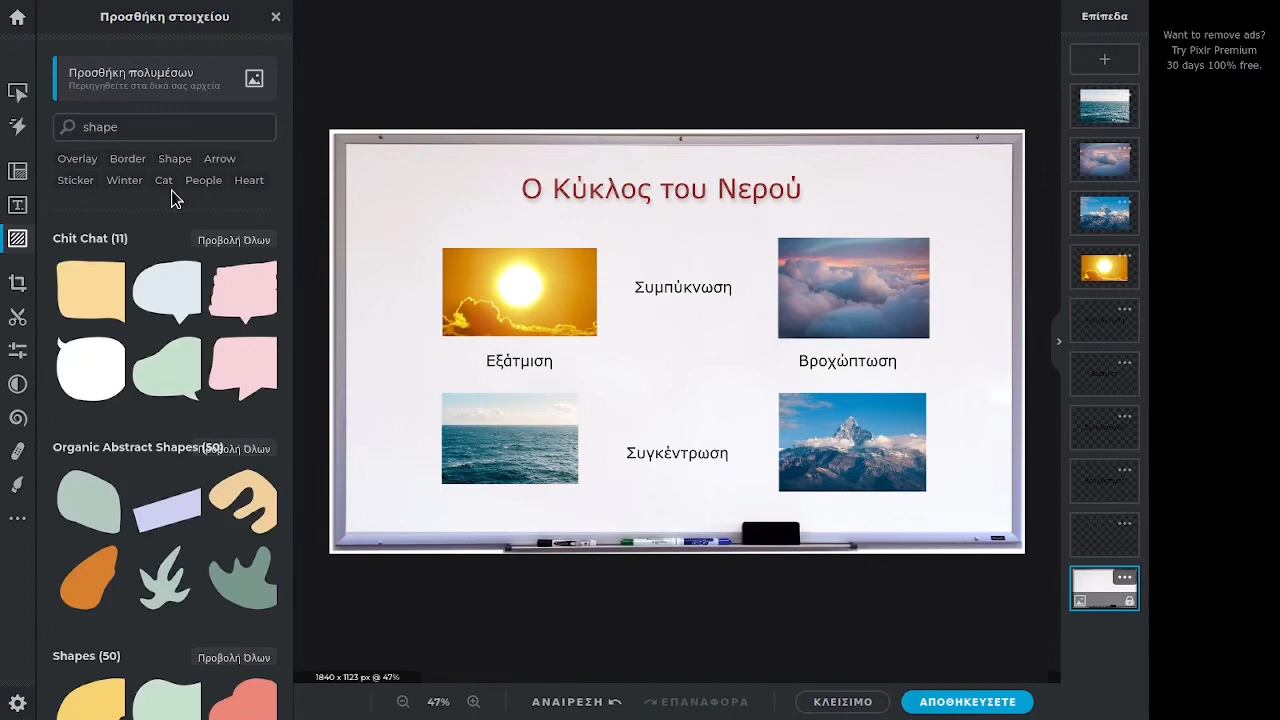 Προσθήκη στοιχείου
Επίπεδα
Want to remove ads?
Try Pixlr Premium
30 days 100% free.
Προσθήκη πολυμέσων
Περιηγηθείτε στα δικά σας αρχεία
shape
Overlay Border Shape Arrow
Sticker Winter Cat People Heart
Chit Chat (11) Προβολή Όλων
Organic Abstract Shapes (50) Προβολή Όλων
Shapes (50) Προβολή Όλων
Ο Κύκλος του Νερού
Συμπύκνωση
Εξάτμιση
Βροχώπτωση
Συγκέντρωση
1840 x 1123 px @ 47%
47% ΑΝΑΙΡΕΣΗ ΕΠΑΝΑΦΟΡΑ ΚΛΕΙΣΙΜΟ ΑΠΟΘΗΚΕΥΣΕΤΕ